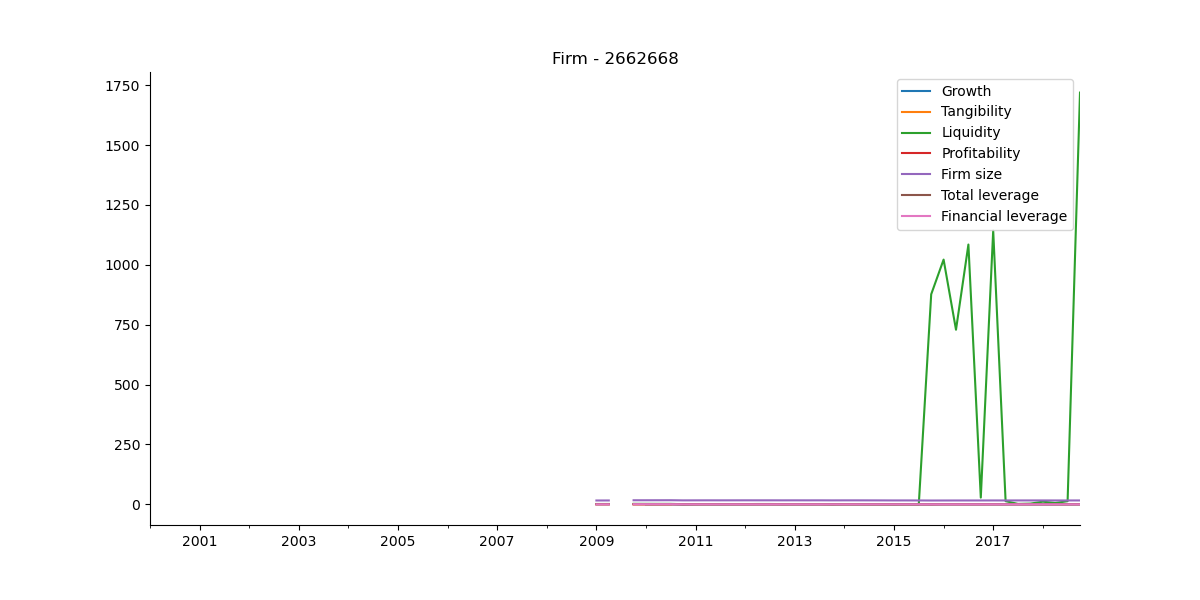 Firm - 2662668
1750
1500
1250
1000
750
500
250
0
Growth
Tangibility
Liquidity
Profitability
Firm size
Total leverage
Financial leverage
2001 2003 2005 2007 2009 2011 2013 2015 2017